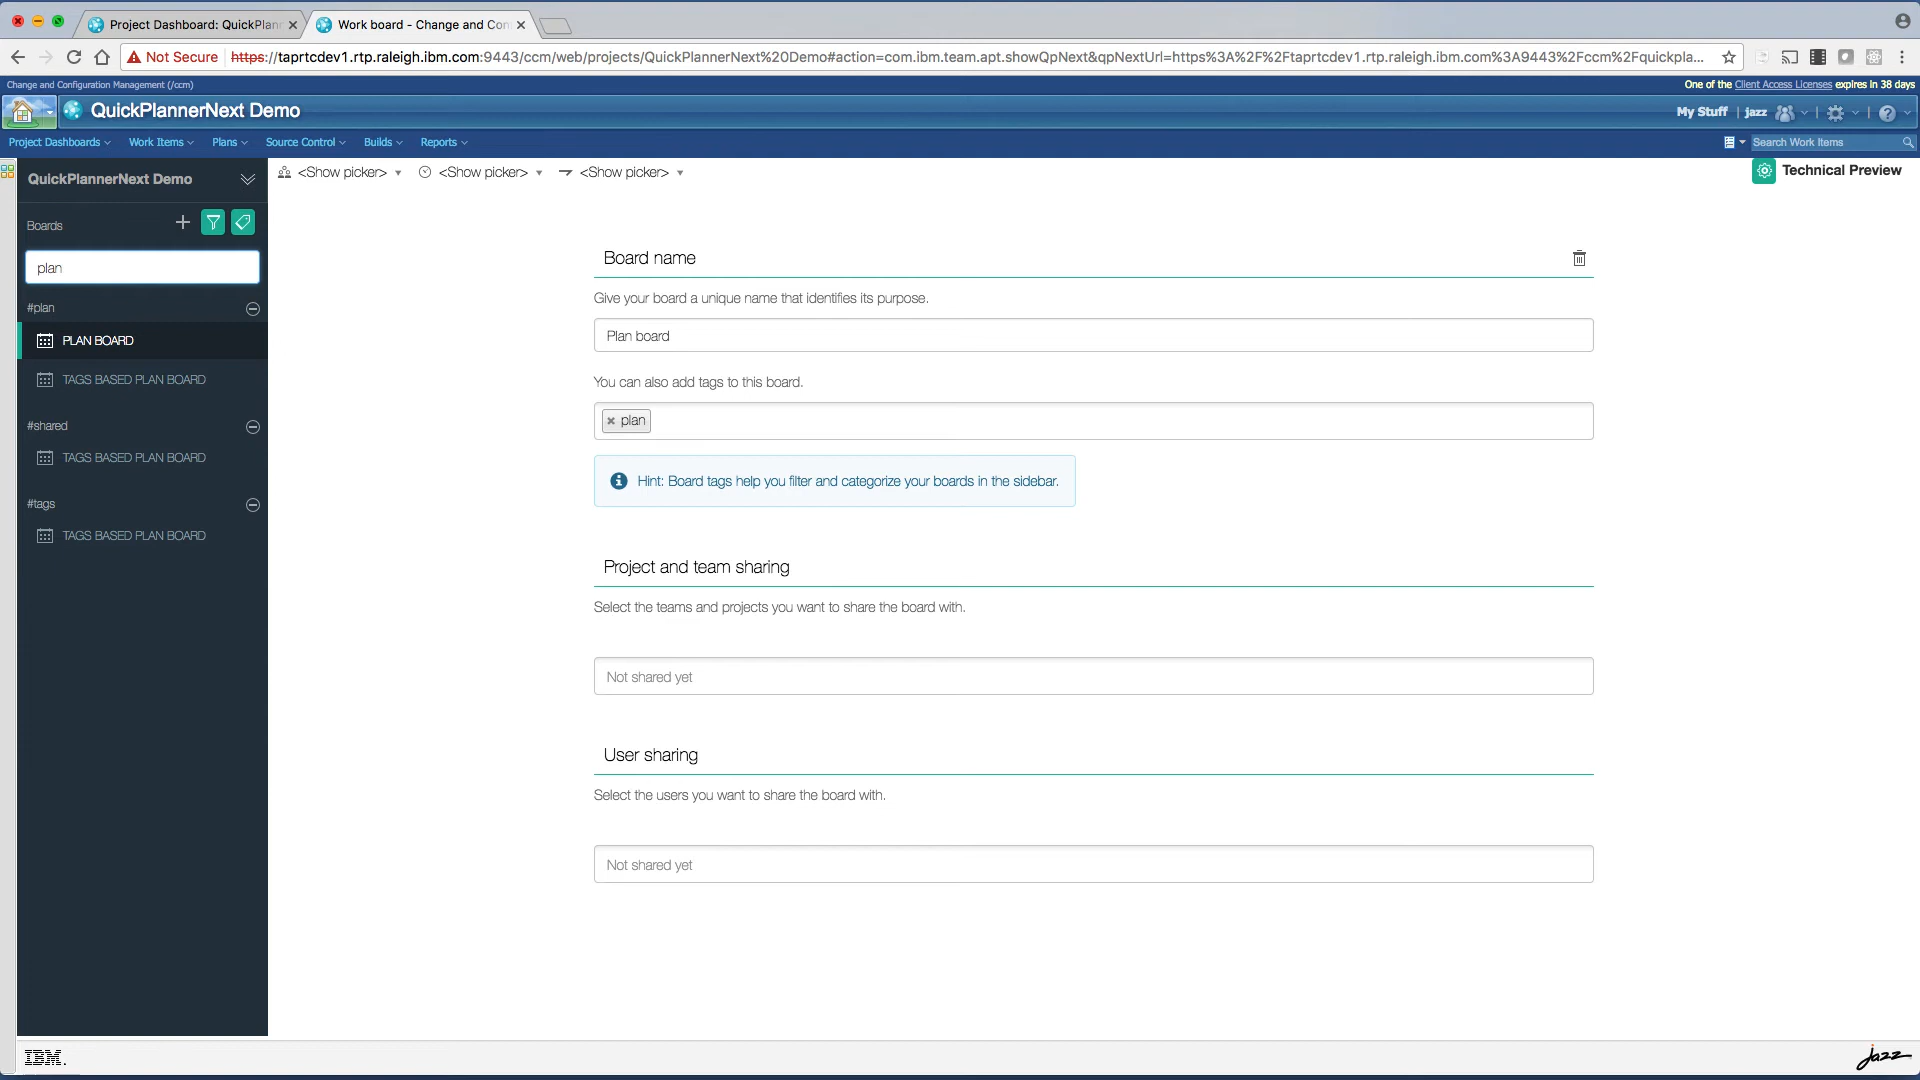 Project Dashboard: QuickPlann
Work board - Change and Con
Not Secure
https://taprtcdev1.rtp.raleigh.ibm.com:9443/ccm/web/projects/QuickPlannerNext%20Demo#action=com.ibm.team.apt.showQpNext&qpNextUrl=https%3A%2F%2Ftaprtcdev1.rtp.raleigh.ibm.com%3A9443%2Fccm%2Fquickpla...
Change and Configuration Management (/ccm)
One of the Client Access Licenses expires in 38 days
QuickPlannerNext Demo
My Stuff | jazz
Project Dashboards
Work Items
Plans
Source Control
Builds
Reports
Search Work Items
QuickPlannerNext Demo
<Show picker>
<Show picker>
<Show picker>
Technical Preview
Boards
plan
#plan
PLAN BOARD
TAGS BASED PLAN BOARD
#shared
TAGS BASED PLAN BOARD
#tags
TAGS BASED PLAN BOARD
Board name
Give your board a unique name that identifies its purpose.
Plan board
You can also add tags to this board.
plan
Hint: Board tags help you filter and categorize your boards in the sidebar.
Project and team sharing
Select the teams and projects you want to share the board with.
Not shared yet
User sharing
Select the users you want to share the board with.
Not shared yet
IBM.
jazz